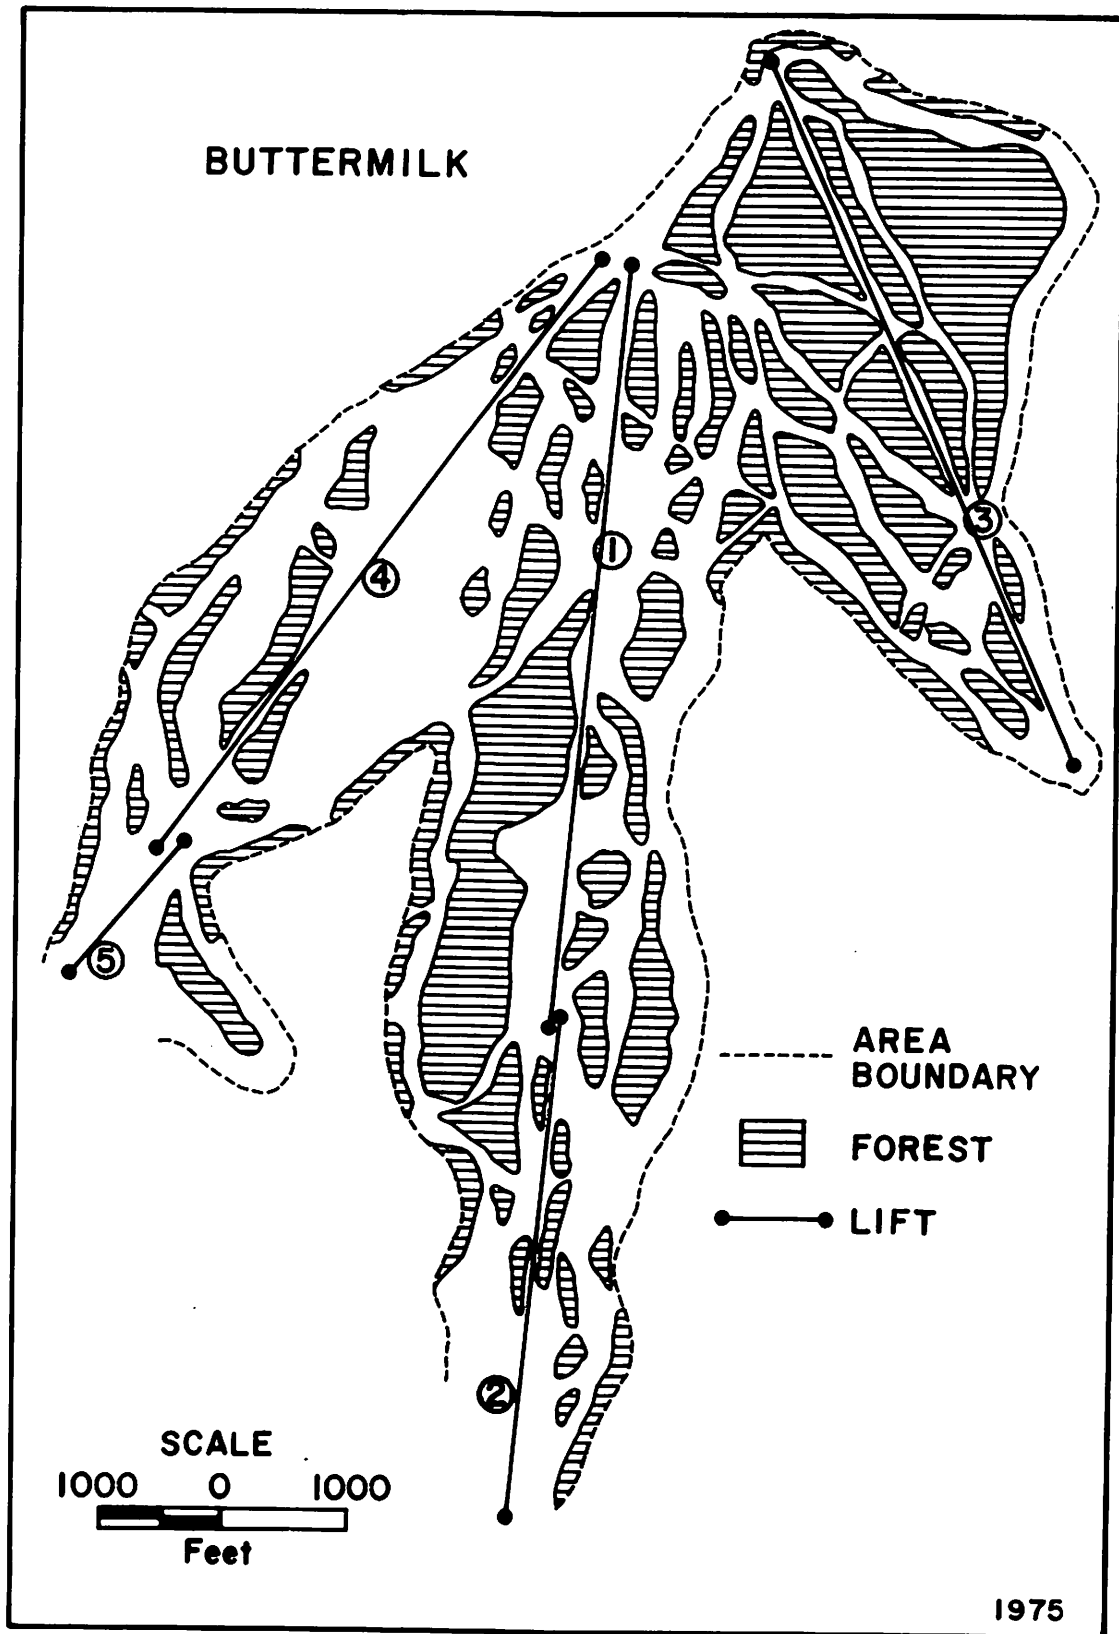 BUTTERMILK
3
1
4
5
AREA
BOUNDARY
FOREST
LIFT
2
SCALE
1000 0 1000
Feet
1975